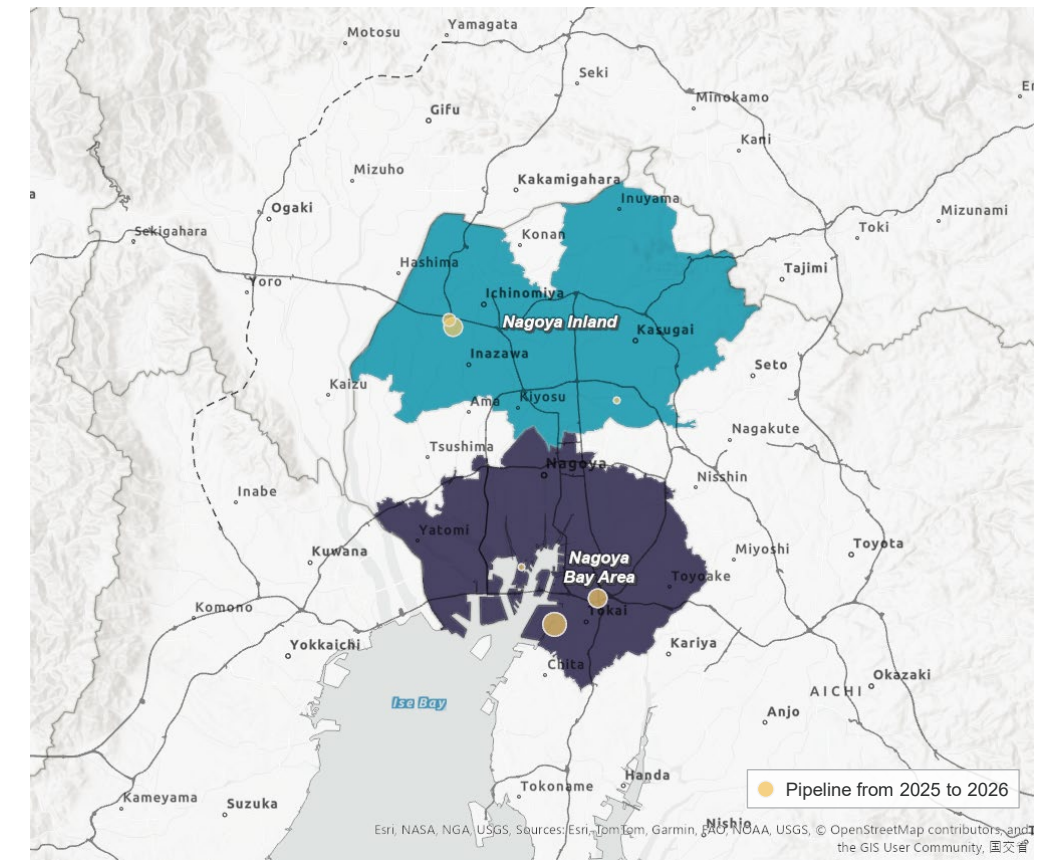 Yamagata
Motosu
Seki
Er
Minokamo
Gifu
Kani
Mizuho
Kakamigahara
a
Inuyama
Ogaki
Mizunami
Sekigahara
Konan
Toki
Hashima
Tajimi
Yoro
Ichinomiya
Nagoya Inland
Kasugai
Inazawa
Seto
Kaizu
Ama
Kiyosu
Nagakute
Tsushima
Nagoya
Nisshin
Inabe
Yatomi
Toyota
Kuwana
Nagoya
Bay Area
Miyoshi
Toyoake
Komono
Tokai
Yokkaichi
Kariya
Chita
Okazaki
AICHI
Ise Bay
Anjo
Handa
Tokoname
Pipeline from 2025 to 2026
Kameyama
Suzuka
Nishio
Esri, NASA, NGA, USGS, Sources: Esri, TomTom, Garmin, FAO, NOAA, USGS, © OpenStreetMap contributors, and
the GIS User Community, 国交省